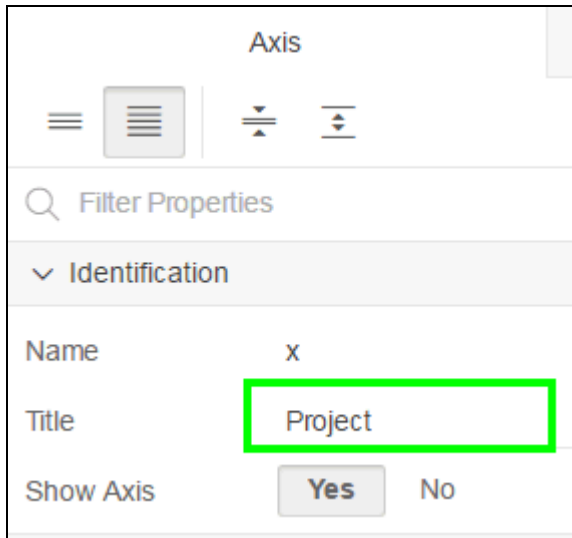 Axis
Filter Properties
Identification
Name x
Title Project
Show Axis Yes No